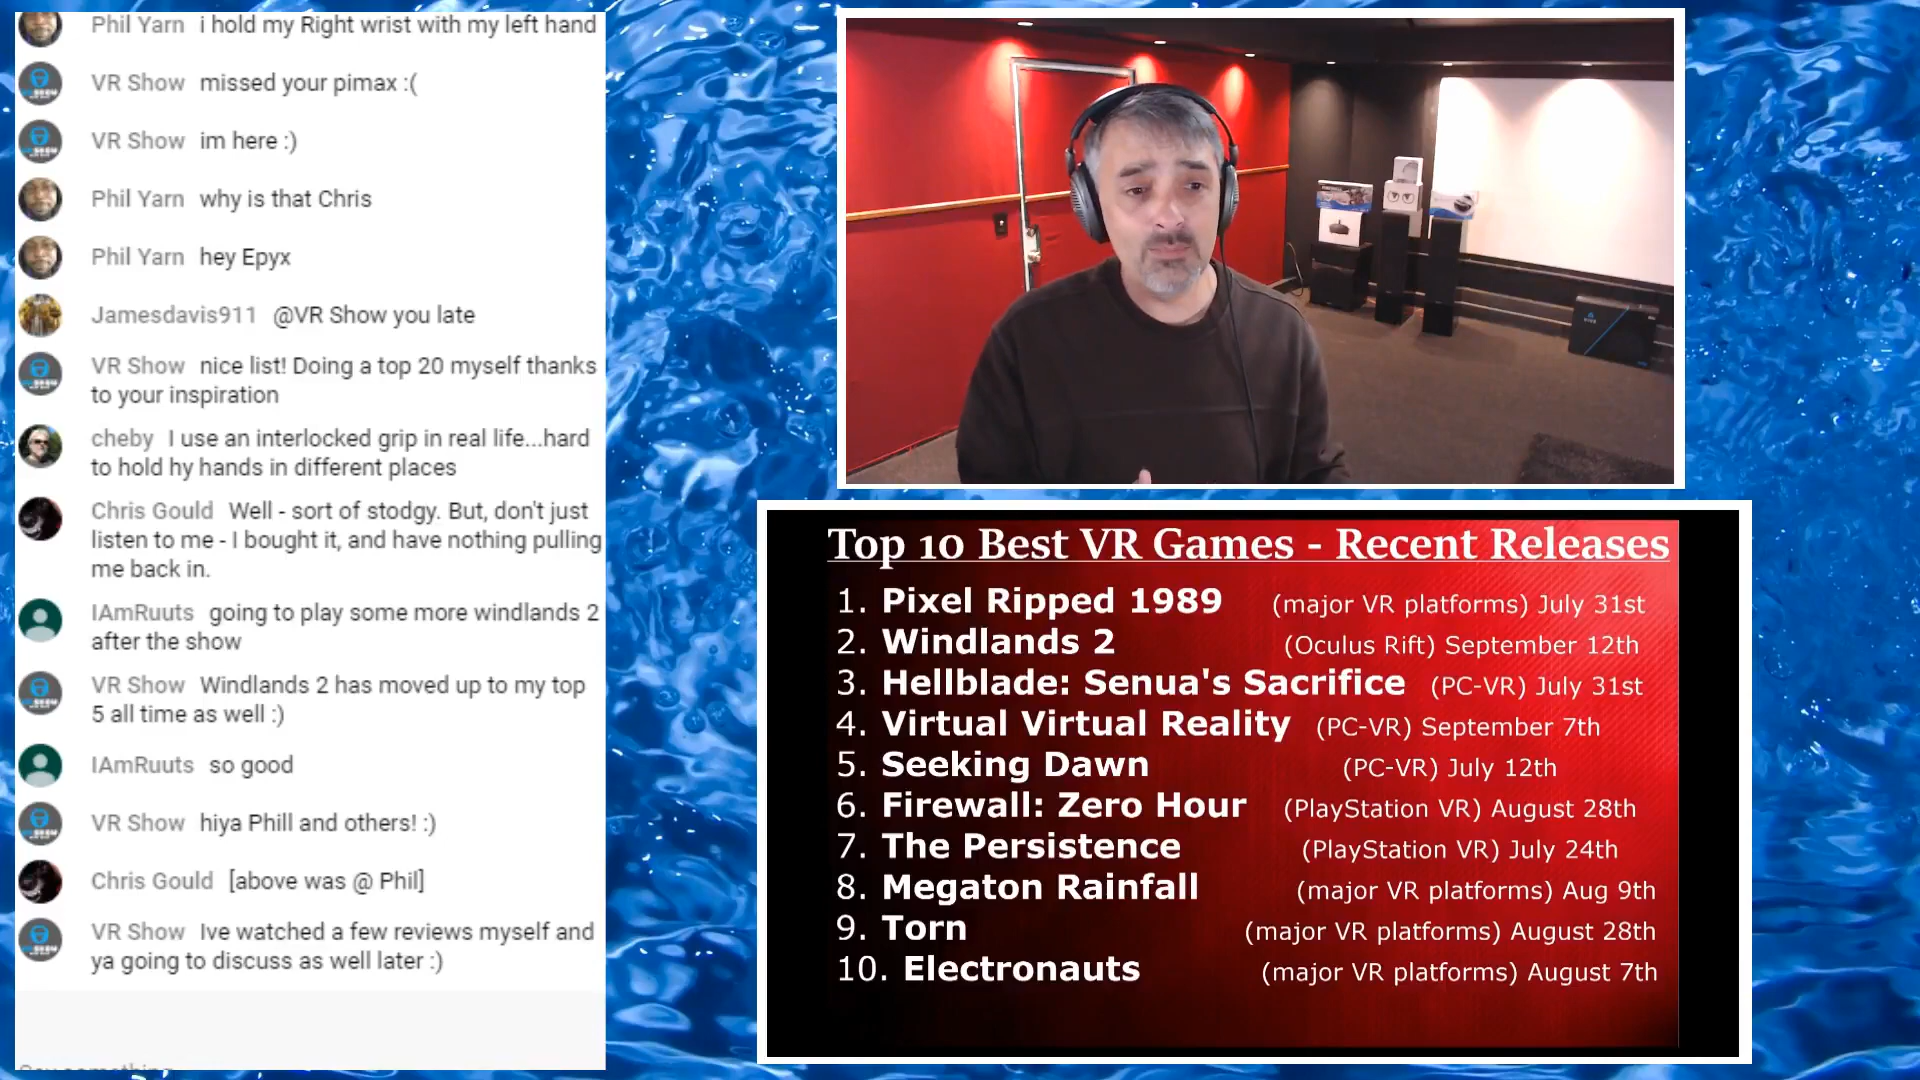 Phil Yarn i hold my Right wrist with my left hand
VR Show missed your pimax :(
VR Show im here :)
Phil Yarn why is that Chris
Phil Yarn hey Epyx
Jamesdavis911 @VR Show you late
VR Show nice list! Doing a top 20 myself thanks
to your inspiration
cheby I use an interlocked grip in real life...hard
to hold hy hands in different places
Chris Gould Well - sort of stodgy. But, don't just
listen to me - I bought it, and have nothing pulling
me back in.
IAmRuuts going to play some more windlands 2
after the show
VR Show Windlands 2 has moved up to my top
5 all time as well :)
IAmRuuts so good
VR Show hiya Phill and others! :)
Chris Gould [above was @ Phil]
VR Show Ive watched a few reviews myself and
ya going to discuss as well later :)
Top 10 Best VR Games - Recent Releases
1. Pixel Ripped 1989 (major VR platforms) July 31st
2. Windlands 2 (Oculus Rift) September 12th
3. Hellblade: Senua's Sacrifice (PC-VR) July 31st
4. Virtual Virtual Reality (PC-VR) September 7th
5. Seeking Dawn (PC-VR) July 12th
6. Firewall: Zero Hour (PlayStation VR) August 28th
7. The Persistence (PlayStation VR) July 24th
8. Megaton Rainfall (major VR platforms) Aug 9th
9. Torn (major VR platforms) August 28th
10. Electronauts (major VR platforms) August 7th